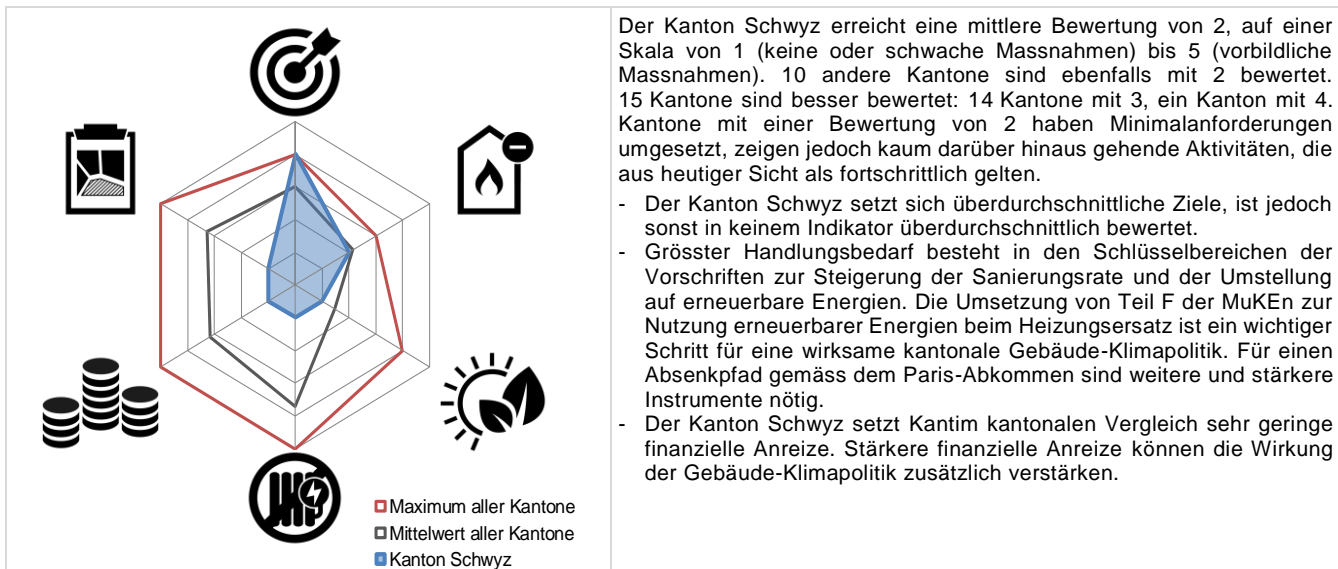 Maximum aller Kantone
Mittelwert aller Kantone
Kanton Schwyz
Der Kanton Schwyz erreicht eine mittlere Bewertung von 2, auf einer
Skala von 1 (keine oder schwache Massnahmen) bis 5 (vorbildliche
Massnahmen). 10 andere Kantone sind ebenfalls mit 2 bewertet.
15 Kantone sind besser bewertet: 14 Kantone mit 3, ein Kanton mit 4.
Kantone mit einer Bewertung von 2 haben Minimalanforderungen
umgesetzt, zeigen jedoch kaum darüber hinaus gehende Aktivitäten, die
aus heutiger Sicht als fortschrittlich gelten.
- Der Kanton Schwyz setzt sich überdurchschnittliche Ziele, ist jedoch
sonst in keinem Indikator überdurchschnittlich bewertet.
- Grösster Handlungsbedarf besteht in den Schlüsselbereichen der
Vorschriften zur Steigerung der Sanierungsrate und der Umstellung
auf erneuerbare Energien. Die Umsetzung von Teil F der MuKEn zur
Nutzung erneuerbarer Energien beim Heizungsersatz ist ein wichtiger
Schritt für eine wirksame kantonale Gebäude-Klimapolitik. Für einen
Absenkpfad gemäss dem Paris-Abkommen sind weitere und stärkere
Instrumente nötig.
- Der Kanton Schwyz setzt Kantim kantonalen Vergleich sehr geringe
finanzielle Anreize. Stärkere finanzielle Anreize können die Wirkung
der Gebäude-Klimapolitik zusätzlich verstärken.